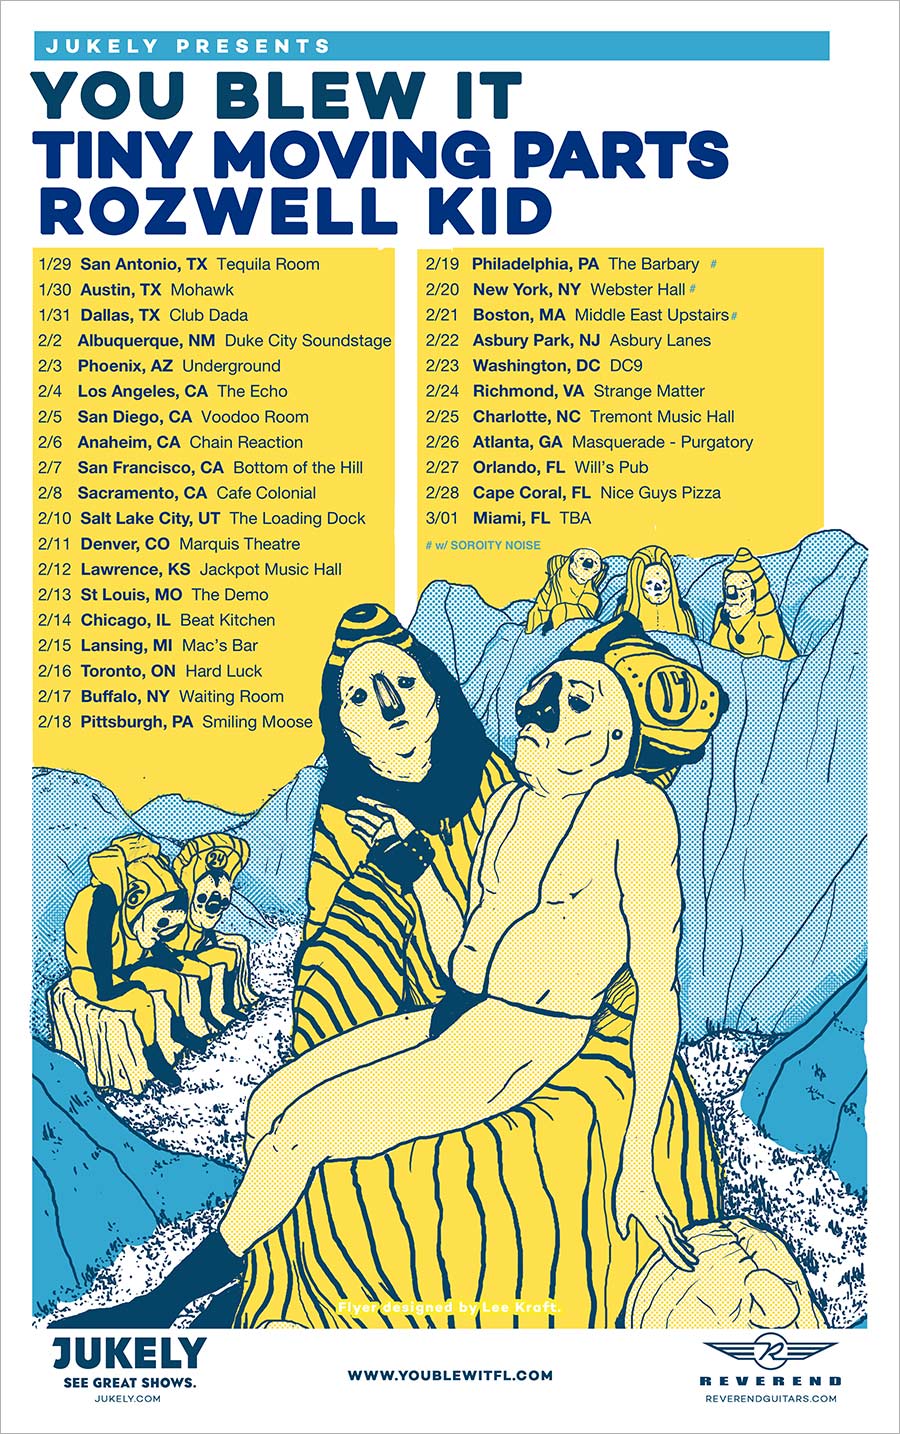 JUKELY PRESENTS
YOU BLEW IT
TINY MOVING PARTS
ROZWELL KID
1/29 San Antonio, TX Tequila Room
1/30 Austin, TX Mohawk
1/31 Dallas, TX Club Dada
2/2 Albuquerque, NM Duke City Soundstage
2/3 Phoenix, AZ Underground
2/4 Los Angeles, CA The Echo
2/5 San Diego, CA Voodoo Room
2/6 Anaheim, CA Chain Reaction
2/7 San Francisco, CA Bottom of the Hill
2/8 Sacramento, CA Cafe Colonial
2/10 Salt Lake City, UT The Loading Dock
2/11 Denver, CO Marquis Theatre
2/12 Lawrence, KS Jackpot Music Hall
2/13 St Louis, MO The Demo
2/14 Chicago, IL Beat Kitchen
2/15 Lansing, MI Mac's Bar
2/16 Toronto, ON Hard Luck
2/17 Buffalo, NY Waiting Room
2/18 Pittsburgh, PA Smiling Moose
2/19 Philadelphia, PA The Barbary #
2/20 New York, NY Webster Hall #
2/21 Boston, MA Middle East Upstairs #
2/22 Asbury Park, NJ Asbury Lanes
2/23 Washington, DC DC9
2/24 Richmond, VA Strange Matter
2/25 Charlotte, NC Tremont Music Hall
2/26 Atlanta, GA Masquerade - Purgatory
2/27 Orlando, FL Will's Pub
2/28 Cape Coral, FL Nice Guys Pizza
3/01 Miami, FL TBA
# w/ SOROITY NOISE
17
6
24
Flyer designed by Lee Kraft.
JUKELY
SEE GREAT SHOWS.
JUKELY.COM
WWW.YOUBLEWITFL.COM
R
REVEREND
REVERENDGUITARS.COM